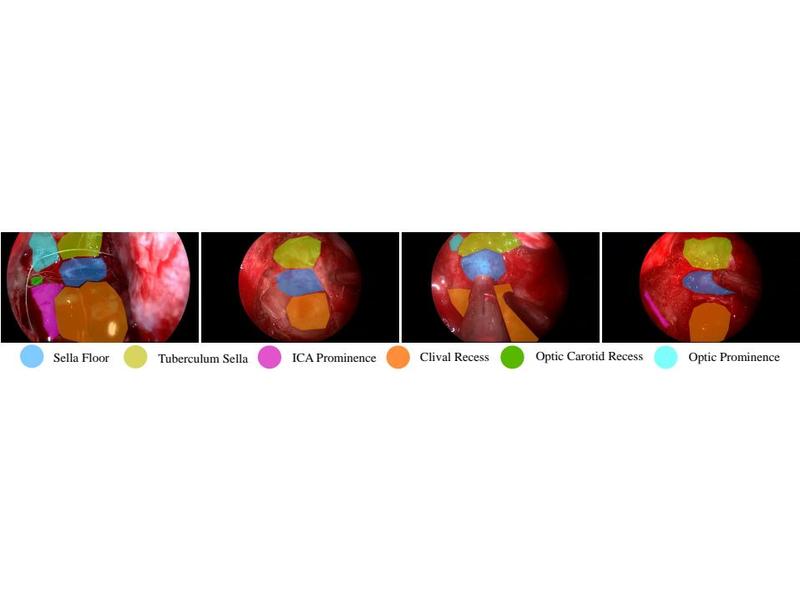 Sella Floor
Tuberculum Sella
ICA Prominence
Clival Recess
Optic Carotid Recess
Optic Prominence